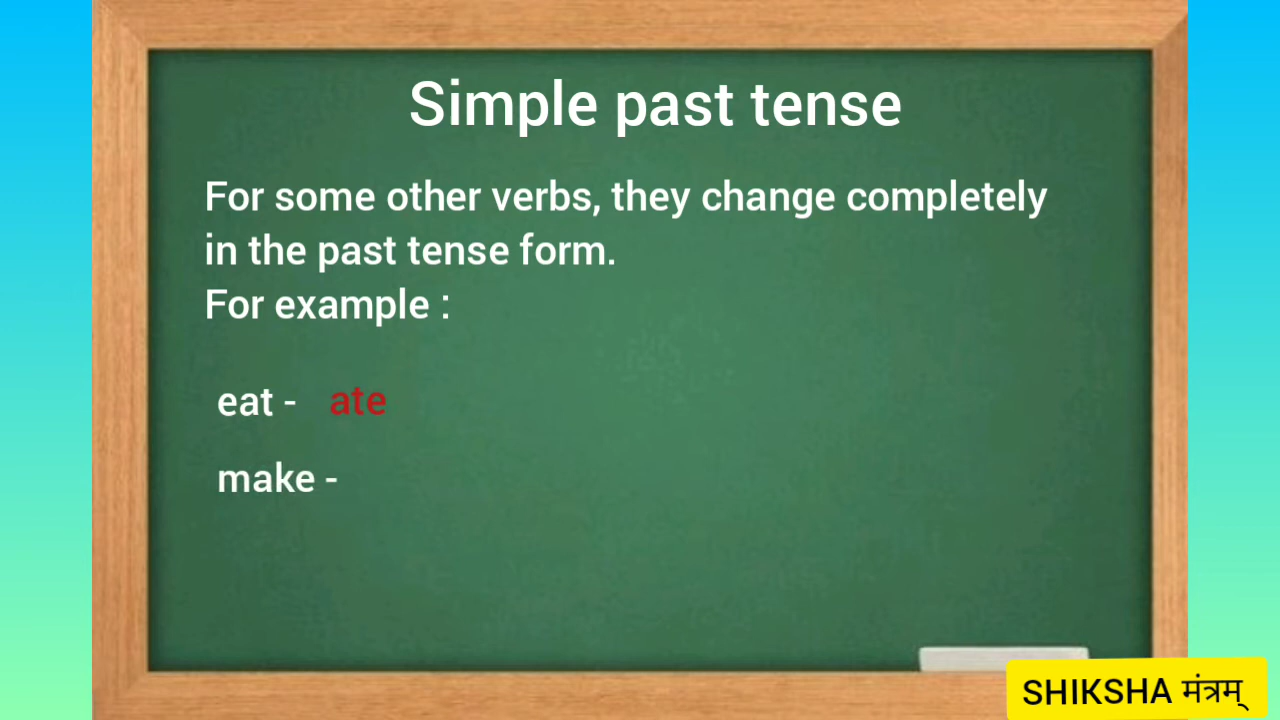 Simple past tense
For some other verbs, they change completely
in the past tense form.
For example :
eat - ate
make -
SHIKSHA मंत्रम्